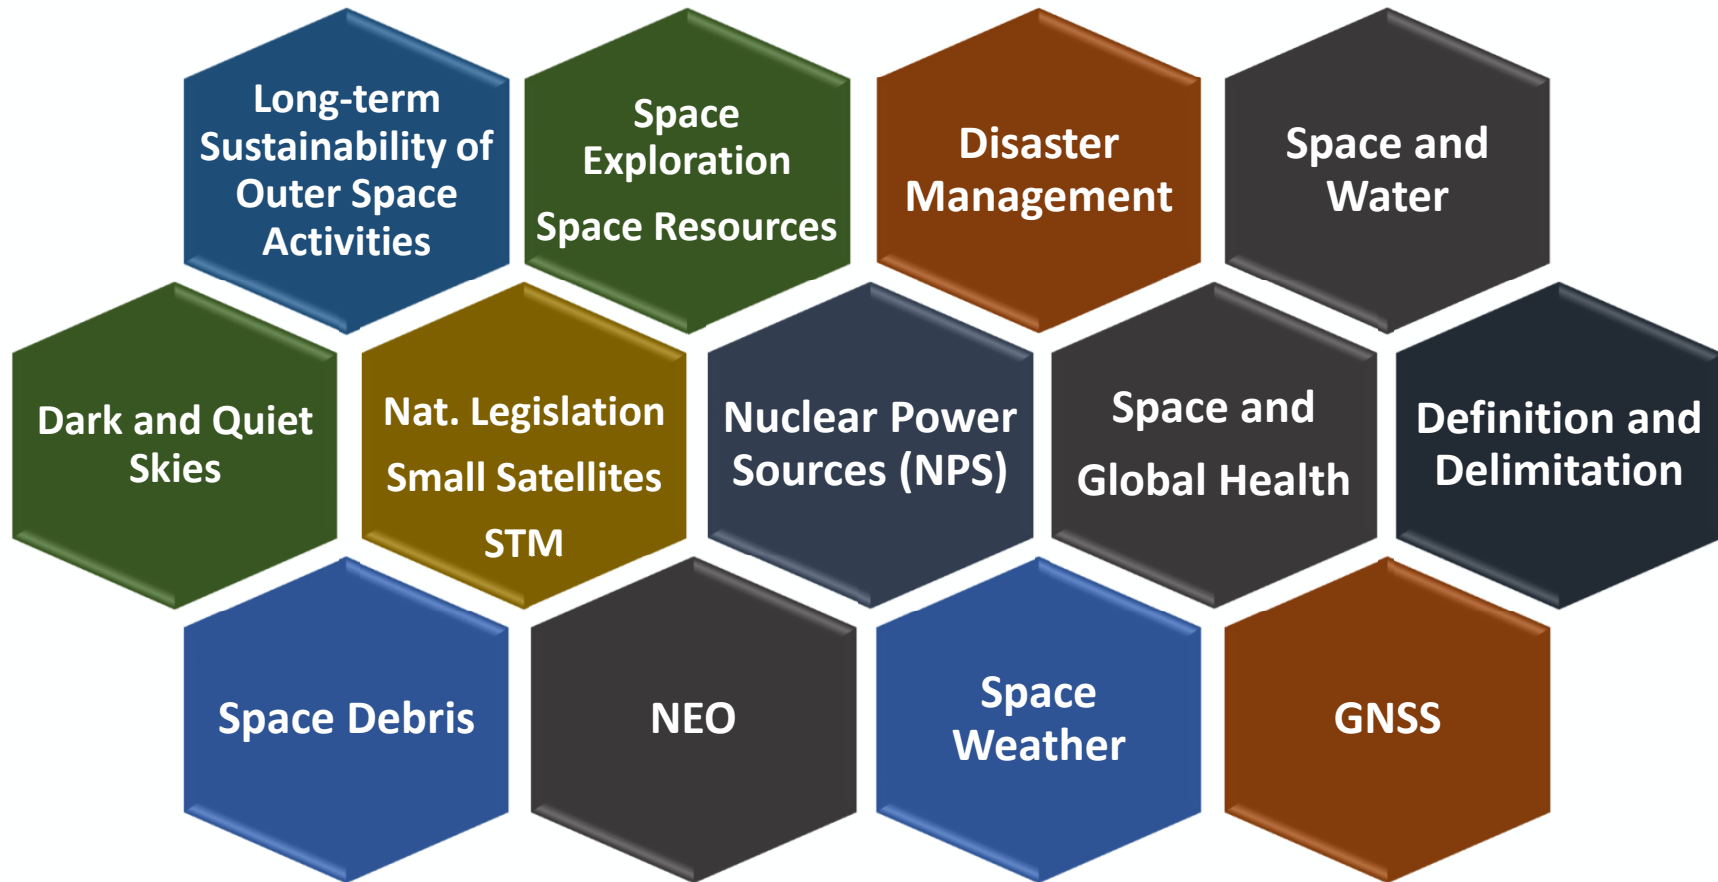 Long-term
Sustainability of
Outer Space
Activities
Space
Exploration
Space Resources
Disaster
Management
Space and
Water
Dark and Quiet
Skies
Nat. Legislation
Small Satellites
STM
Nuclear Power
Sources (NPS)
Space and
Global Health
Definition and
Delimitation
Space Debris
NEO
Space
Weather
GNSS